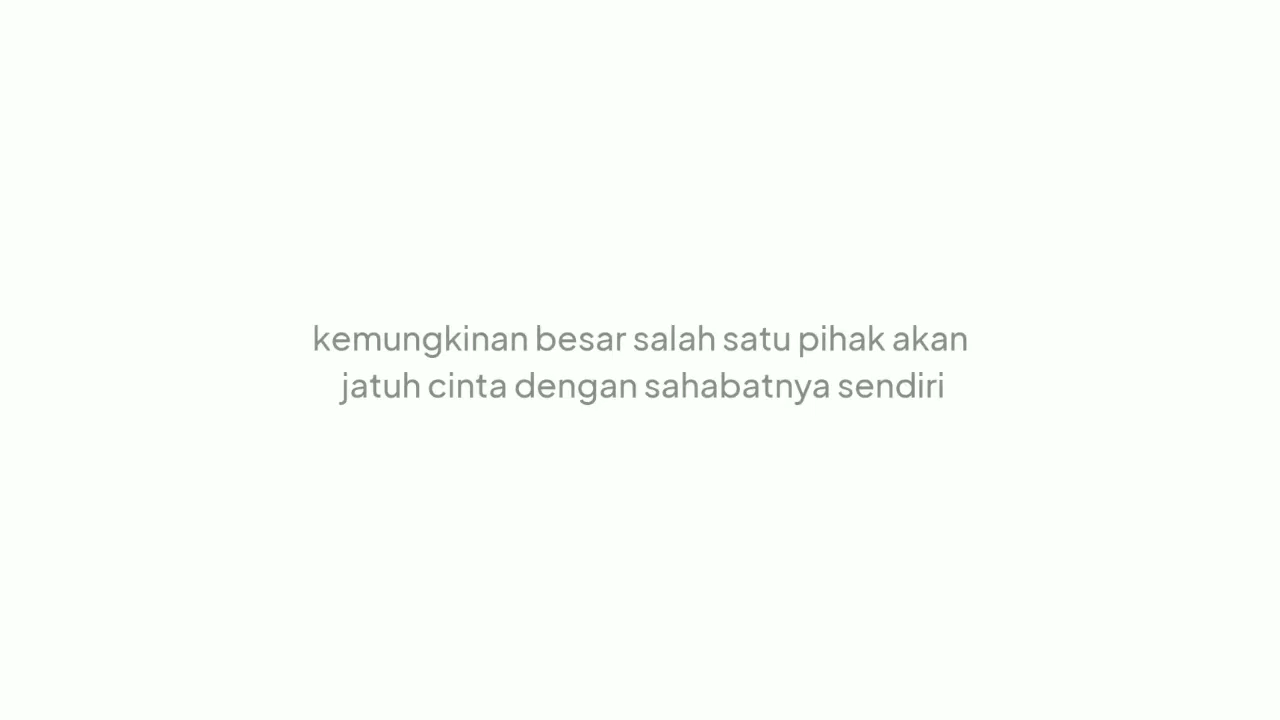 kemungkinan besar salah satu pihak akan
jatuh cinta dengan sahabatnya sendiri